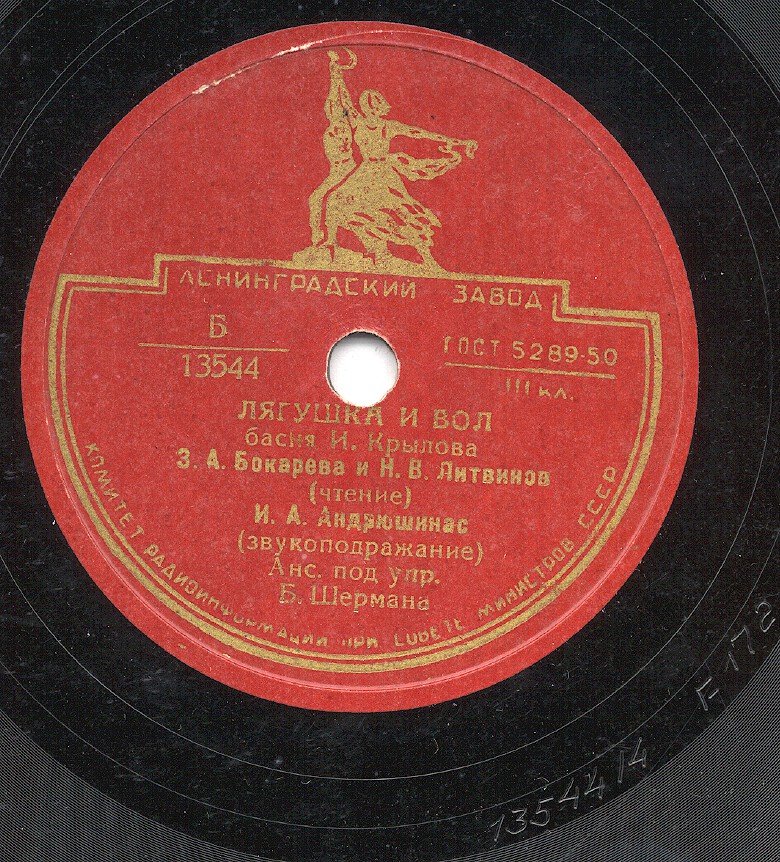 ЛЕНИНГРАДСКИЙ ЗАВОД
Б
13544
ГОСТ 5289-50
III кл.
ЛЯГУШКА И ВОЛ
басня И. Крылова
З. А. Бокарева и Н. В. Литвинов
(чтение)
И. А. Андрюшинас
(звукоподражание)
Анс. под упр.
Б. Шермана
КОМИТЕТ РАДИОИНФОРМАЦИИ ПРИ СОВЕТЕ МИНИСТРОВ СССР
13544/4 F 172